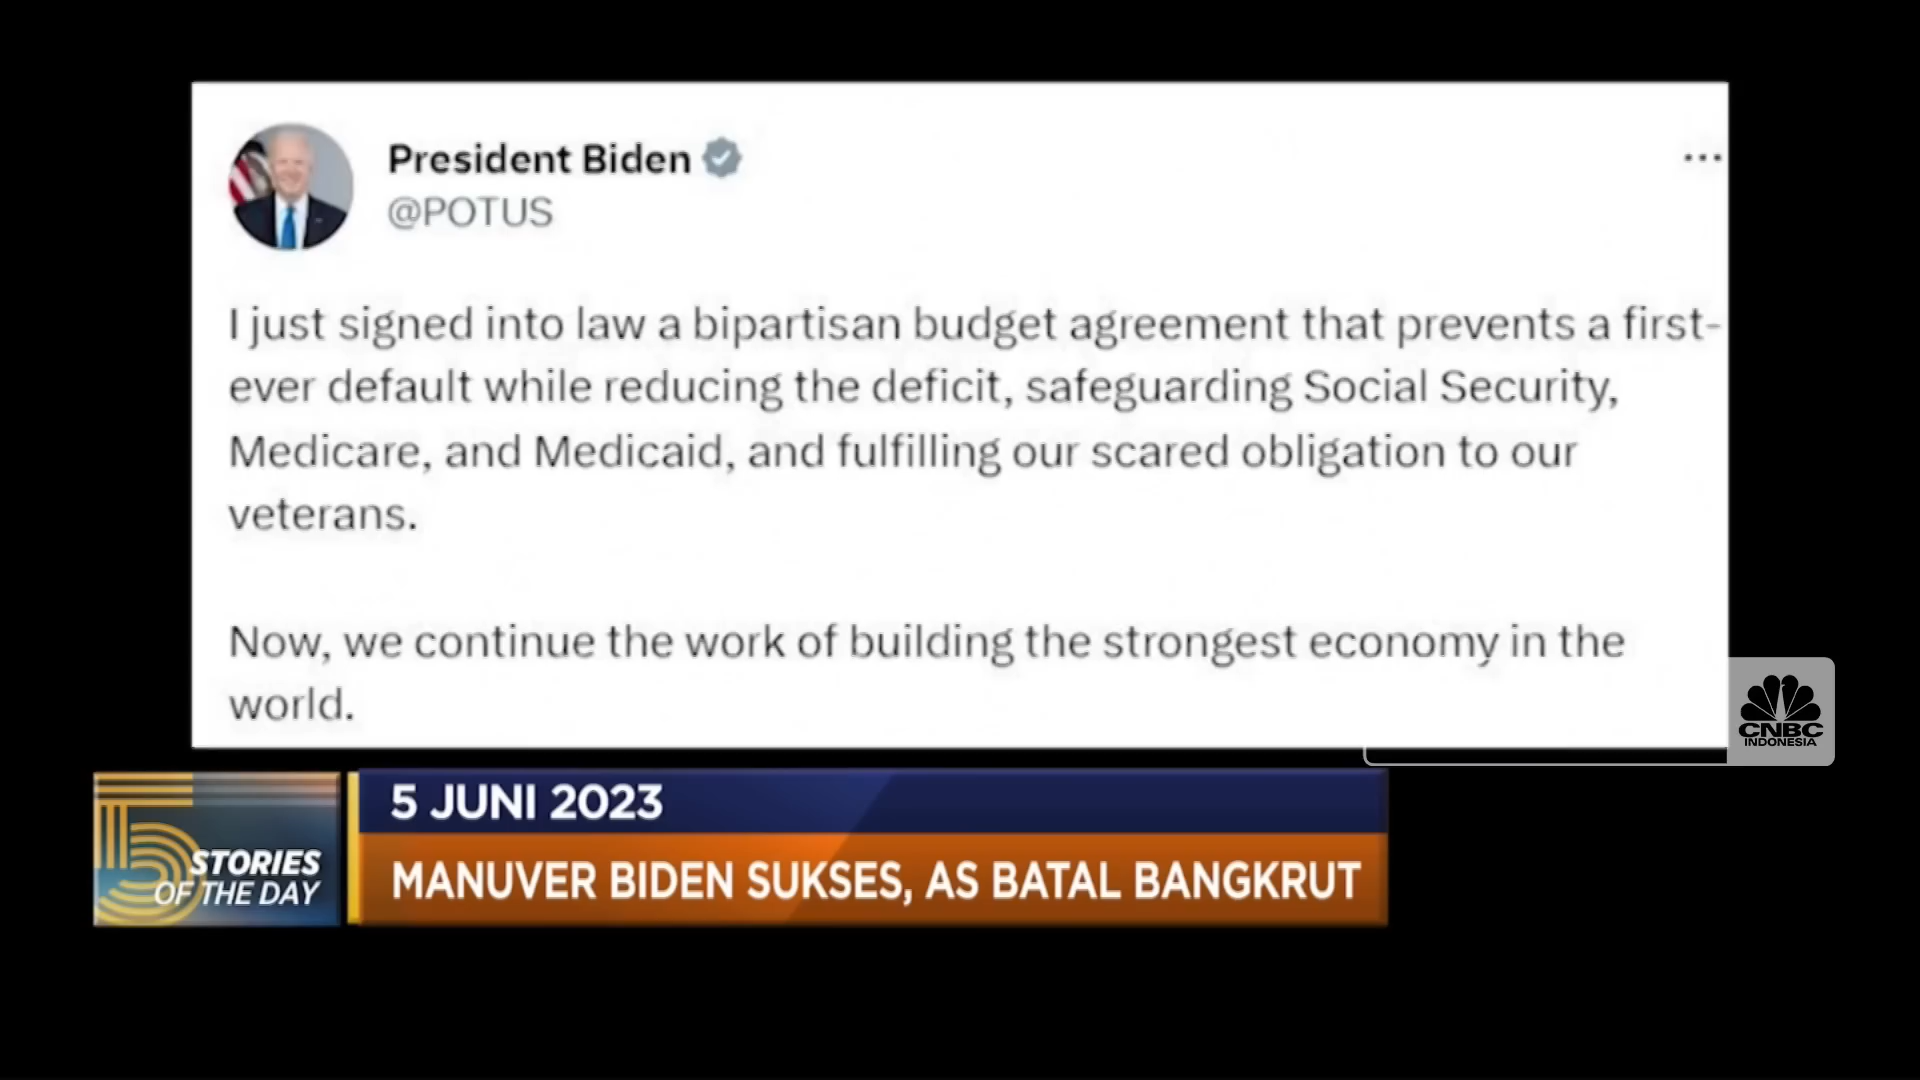 President Biden
@POTUS
I just signed into law a bipartisan budget agreement that prevents a first-
ever default while reducing the deficit, safeguarding Social Security,
Medicare, and Medicaid, and fulfilling our scared obligation to our
veterans.
Now, we continue the work of building the strongest economy in the
world.
CNBC
INDONESIA
5 JUNI 2023
5
STORIES
OF THE DAY
MANUVER BIDEN SUKSES, AS BATAL BANGKRUT